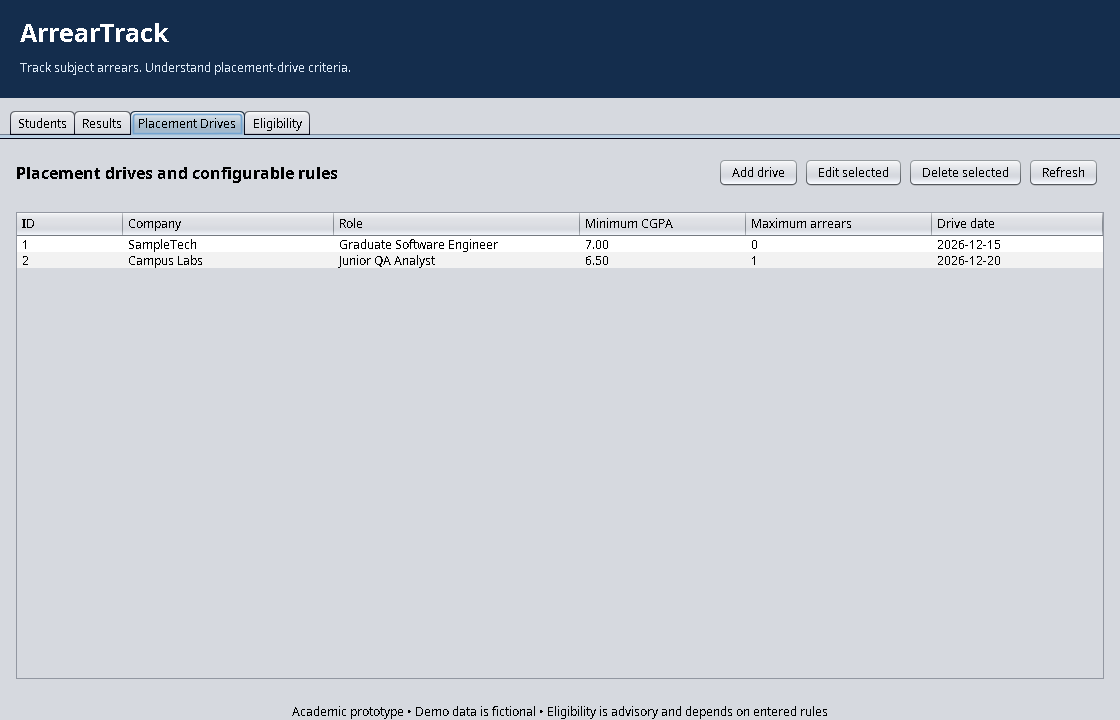 ArrearTrack
Track subject arrears. Understand placement-drive criteria.
Students Results Placement Drives Eligibility
Placement drives and configurable rules Add drive Edit selected Delete selected Refresh
ID Company Role Minimum CGPA Maximum arrears Drive date
1 SampleTech Graduate Software Engineer 7.00 0 2026-12-15
2 Campus Labs Junior QA Analyst 6.50 1 2026-12-20
Academic prototype • Demo data is fictional • Eligibility is advisory and depends on entered rules